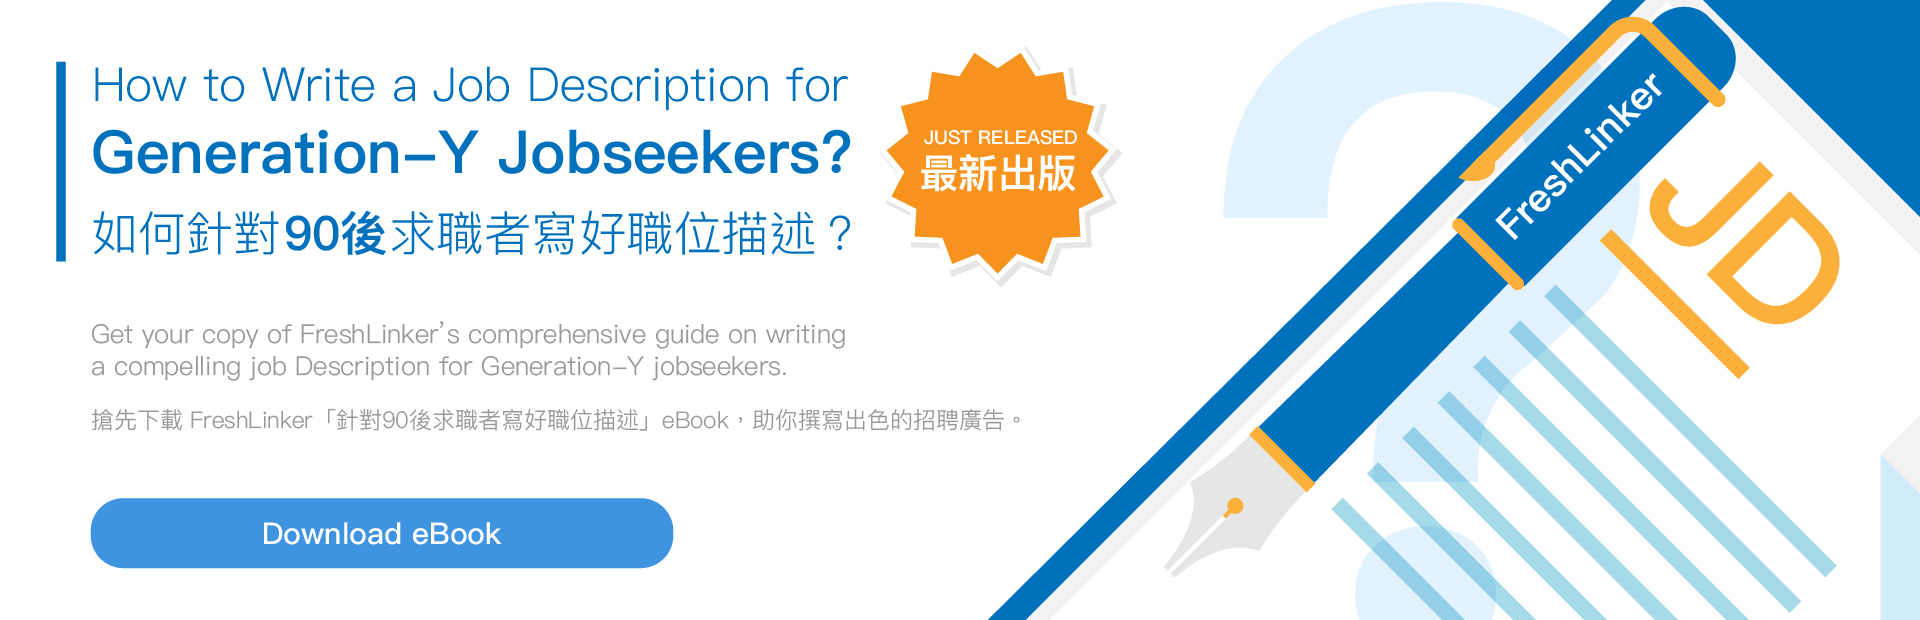 How to Write a Job Description for
Generation-Y Jobseekers?
如何針對90後求職者寫好職位描述？
JUST RELEASED
最新出版
Get your copy of FreshLinker's comprehensive guide on writing
a compelling job Description for Generation-Y jobseekers.
搶先下載 FreshLinker「針對90後求職者寫好職位描述」eBook，助你撰寫出色的招聘廣告。
Download eBook
FreshLinker
JD